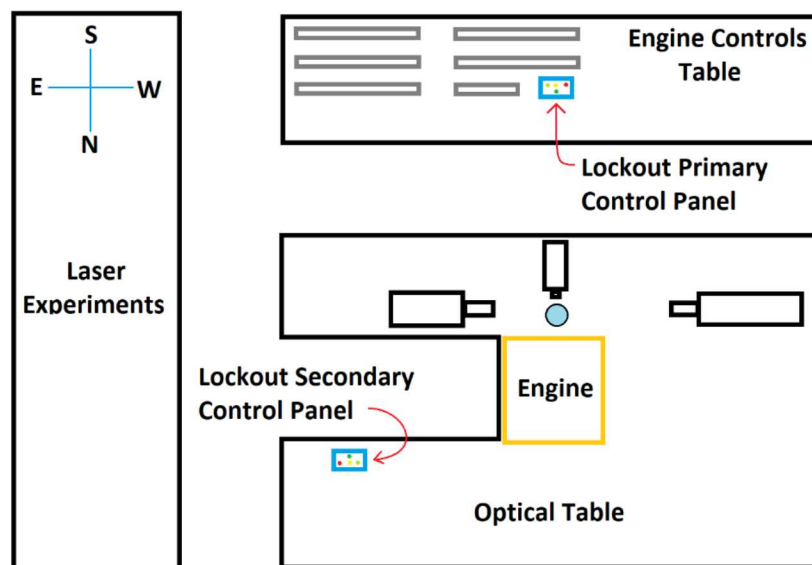 S
E
W
N
Engine Controls
Table
Lockout Primary
Control Panel
Laser
Experiments
Lockout Secondary
Control Panel
Engine
Optical Table